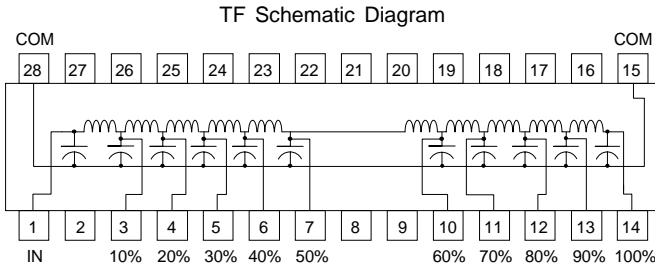 TF Schematic Diagram
COM COM
28 27 26 25 24 23 22 21 20 19 18 17 16 15
1 2 3 4 5 6 7 8 9 10 11 12 13 14
IN 10% 20% 30% 40% 50% 60% 70% 80% 90% 100%